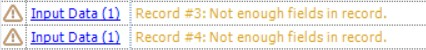 Input Data (1) Record #3: Not enough fields in record.
Input Data (1) Record #4: Not enough fields in record.